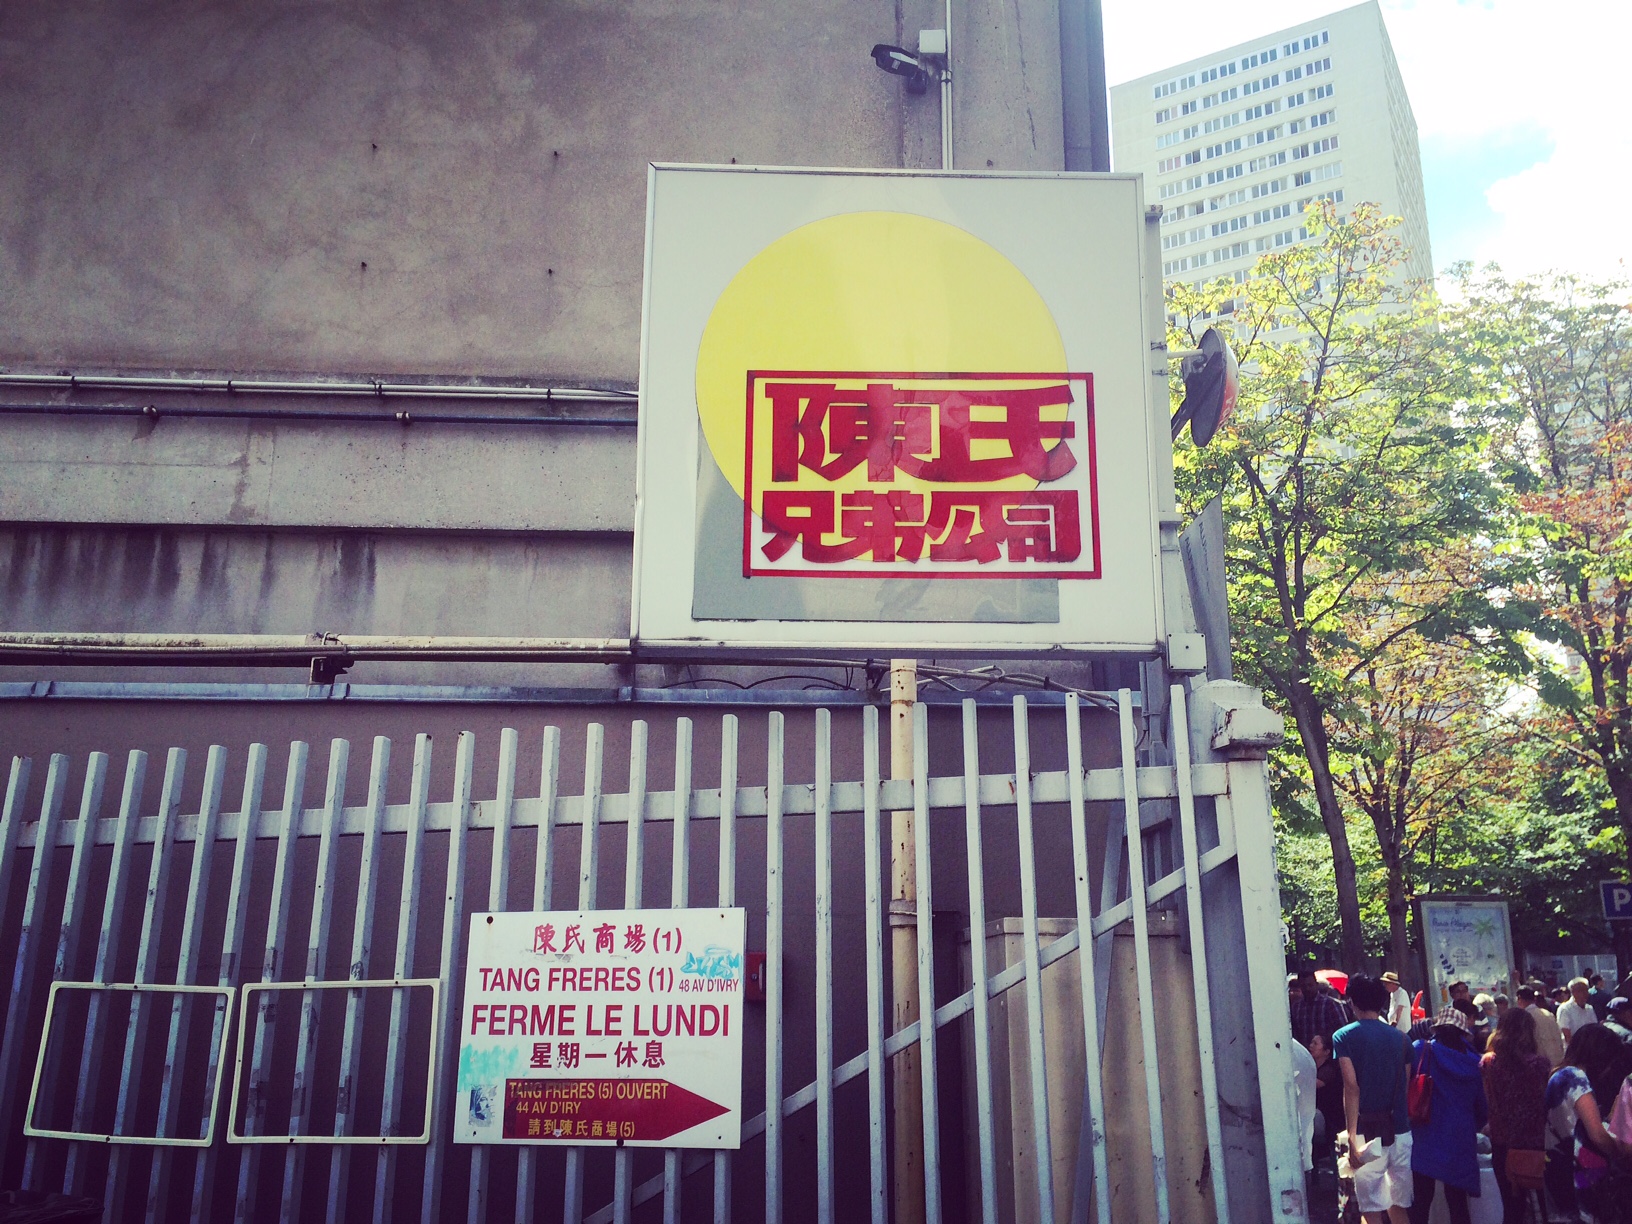 陳氏
兄弟公司
陳氏商場(1)
TANG FRERES (1) 48 AV D'IVRY
FERME LE LUNDI
星期一休息
TANG FRERES (5) OUVERT
44 AV D'IRY
請到陳氏商場(5)
P